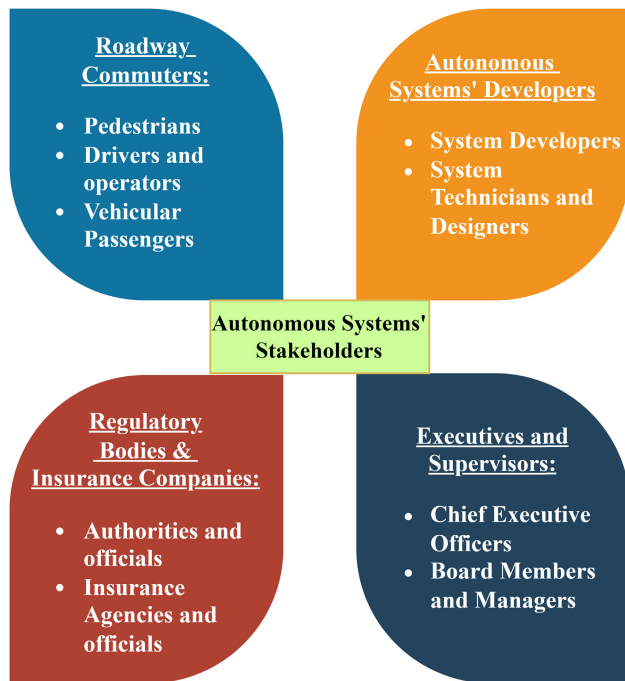 Roadway
Commuters:
• Pedestrians
• Drivers and
operators
• Vehicular
Passengers
Autonomous
Systems' Developers
• System Developers
• System
Technicians and
Designers
Autonomous Systems'
Stakeholders
Regulatory
Bodies &
Insurance Companies:
• Authorities and
officials
• Insurance
Agencies and
officials
Executives and
Supervisors:
• Chief Executive
Officers
• Board Members
and Managers